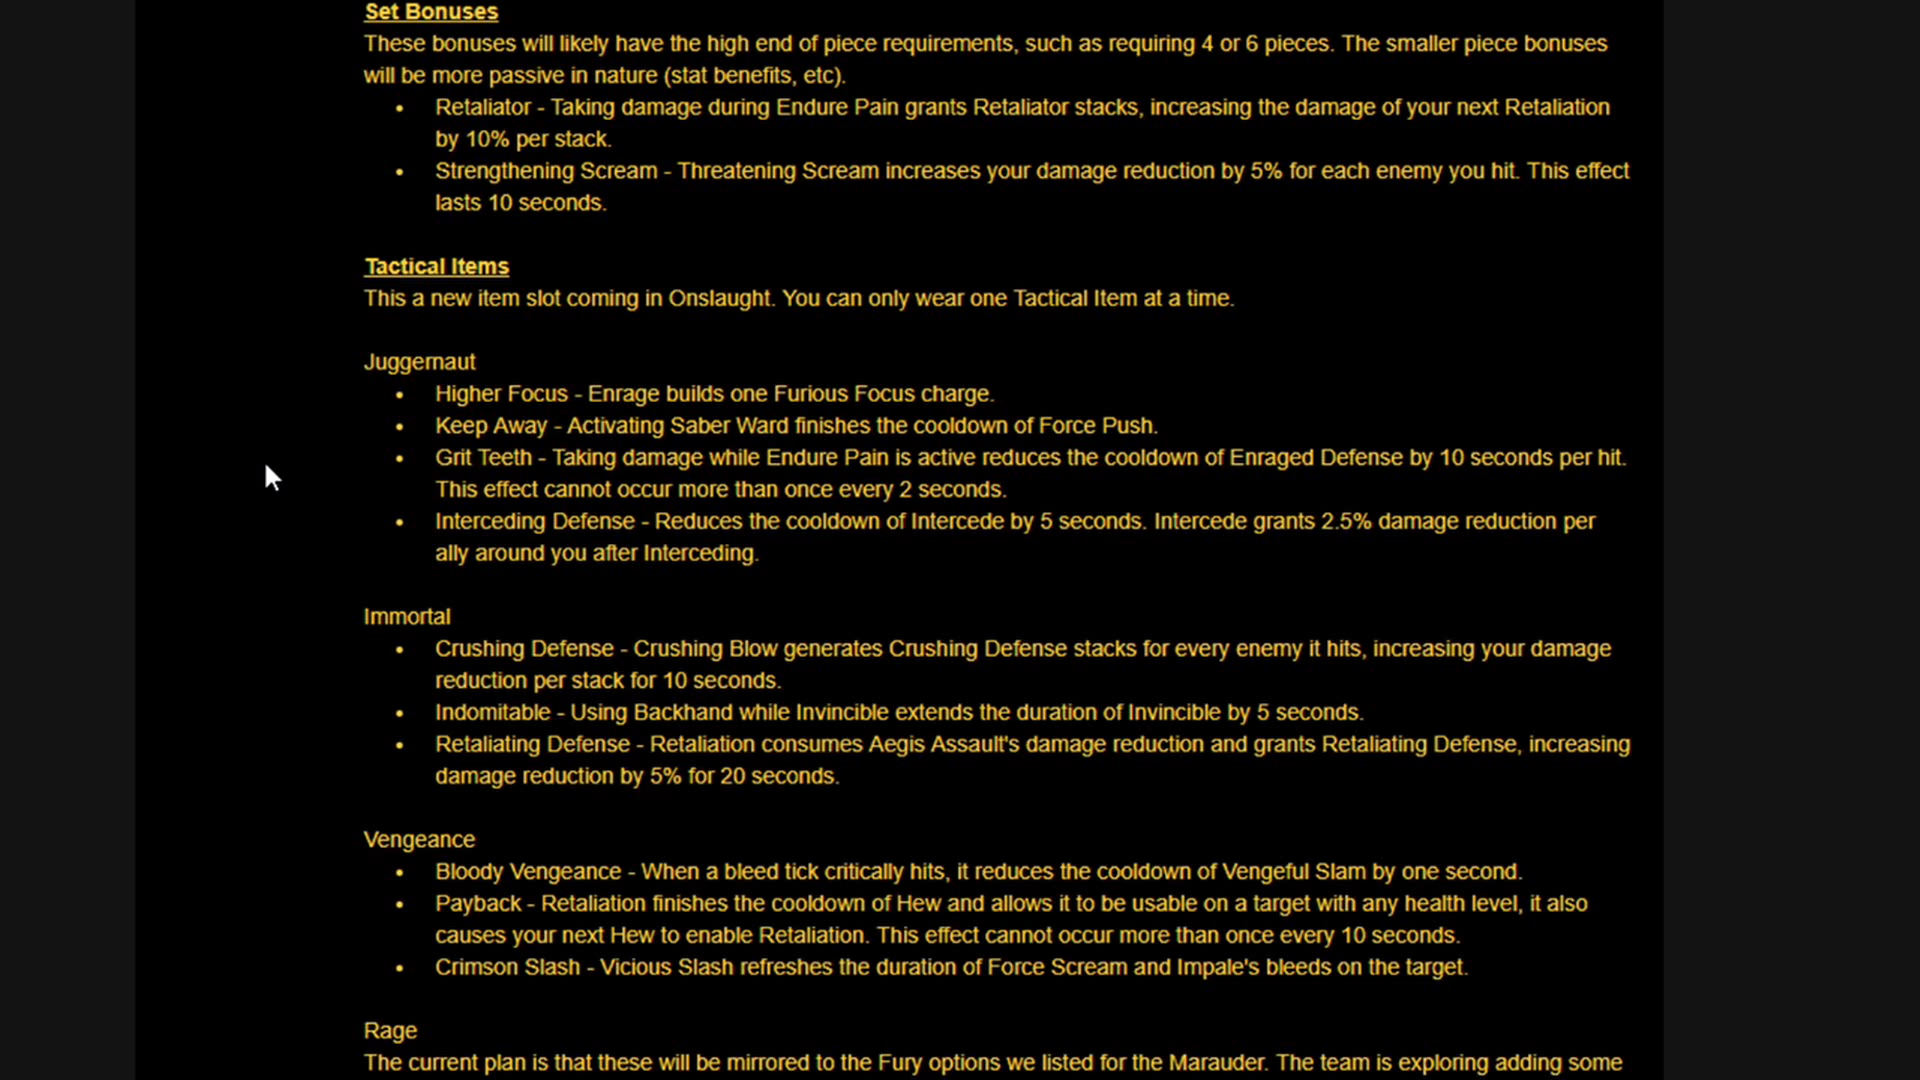 Set Bonuses
These bonuses will likely have the high end of piece requirements, such as requiring 4 or 6 pieces. The smaller piece bonuses
will be more passive in nature (stat benefits, etc).
• Retaliator - Taking damage during Endure Pain grants Retaliator stacks, increasing the damage of your next Retaliation
by 10% per stack.
• Strengthening Scream - Threatening Scream increases your damage reduction by 5% for each enemy you hit. This effect
lasts 10 seconds.
Tactical Items
This a new item slot coming in Onslaught. You can only wear one Tactical Item at a time.
Juggernaut
• Higher Focus - Enrage builds one Furious Focus charge.
• Keep Away - Activating Saber Ward finishes the cooldown of Force Push.
• Grit Teeth - Taking damage while Endure Pain is active reduces the cooldown of Enraged Defense by 10 seconds per hit.
This effect cannot occur more than once every 2 seconds.
• Interceding Defense - Reduces the cooldown of Intercede by 5 seconds. Intercede grants 2.5% damage reduction per
ally around you after Interceding.
Immortal
• Crushing Defense - Crushing Blow generates Crushing Defense stacks for every enemy it hits, increasing your damage
reduction per stack for 10 seconds.
• Indomitable - Using Backhand while Invincible extends the duration of Invincible by 5 seconds.
• Retaliating Defense - Retaliation consumes Aegis Assault's damage reduction and grants Retaliating Defense, increasing
damage reduction by 5% for 20 seconds.
Vengeance
• Bloody Vengeance - When a bleed tick critically hits, it reduces the cooldown of Vengeful Slam by one second.
• Payback - Retaliation finishes the cooldown of Hew and allows it to be usable on a target with any health level, it also
causes your next Hew to enable Retaliation. This effect cannot occur more than once every 10 seconds.
• Crimson Slash - Vicious Slash refreshes the duration of Force Scream and Impale's bleeds on the target.
Rage
The current plan is that these will be mirrored to the Fury options we listed for the Marauder. The team is exploring adding some